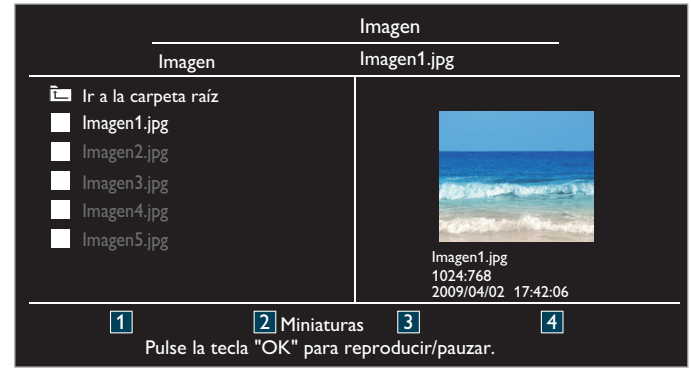 Imagen
Imagen Imagen1.jpg
Ir a la carpeta raíz
Imagen1.jpg
Imagen2.jpg
Imagen3.jpg
Imagen4.jpg
Imagen5.jpg
Imagen1.jpg
1024:768
2009/04/02 17:42:06
1 2 Miniaturas 3 4
Pulse la tecla "OK" para reproducir/pauzar.